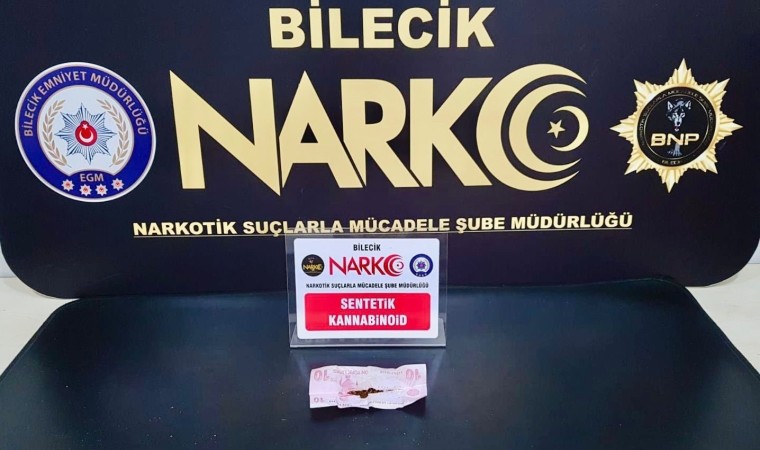 BİLECİK
NARKO
BİLECİK EMNİYET MÜDÜRLÜĞÜ
EGM
BNP
NARKOTİK SUÇLARLA MÜCADELE ŞUBE MÜDÜRLÜĞÜ
BİLECİK
NARKO
NARKOTİK SUÇLARLA MÜCADELE ŞUBE MÜDÜRLÜĞÜ
SENTETİK
KANNABİNOİD
10
10